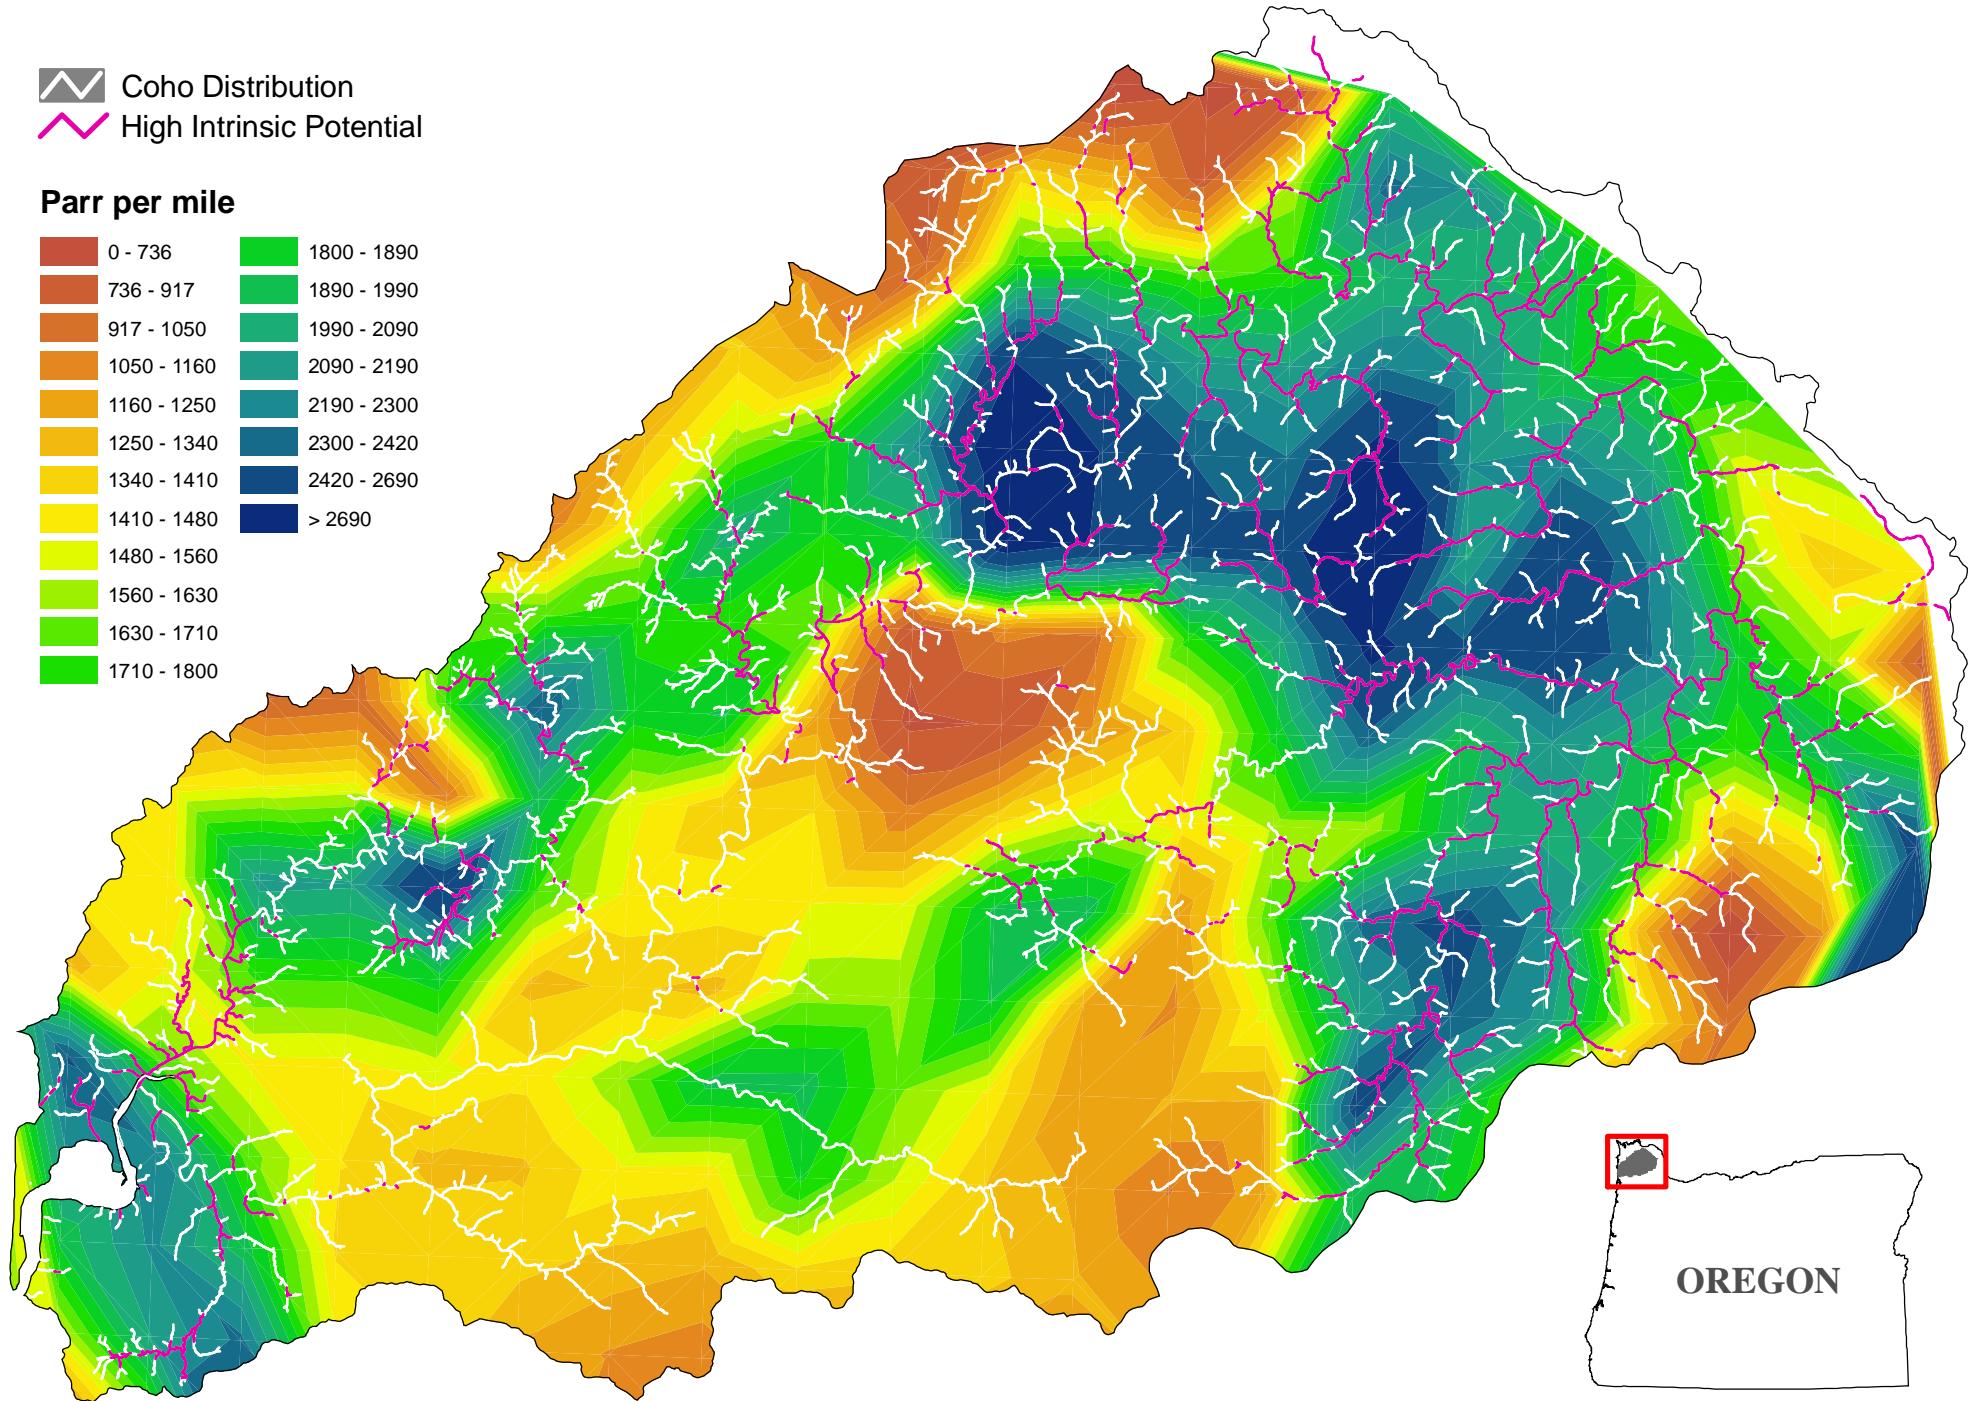 Coho Distribution
High Intrinsic Potential
Parr per mile
0 - 736
736 - 917
917 - 1050
1050 - 1160
1160 - 1250
1250 - 1340
1340 - 1410
1410 - 1480
1480 - 1560
1560 - 1630
1630 - 1710
1710 - 1800
1800 - 1890
1890 - 1990
1990 - 2090
2090 - 2190
2190 - 2300
2300 - 2420
2420 - 2690
> 2690
OREGON